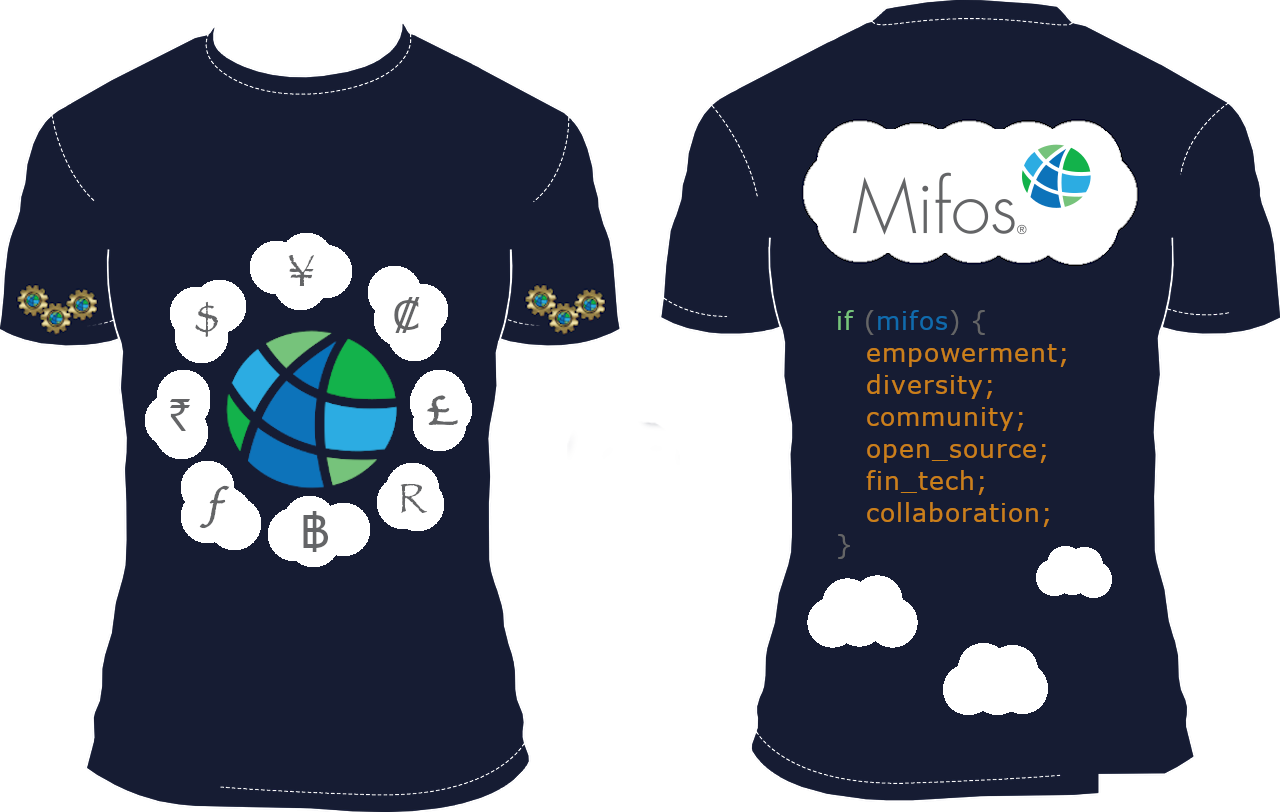 ¥
$
₡
₹
£
ƒ
R
฿
Mifos®
if (mifos) {
empowerment;
diversity;
community;
open_source;
fin_tech;
collaboration;
}